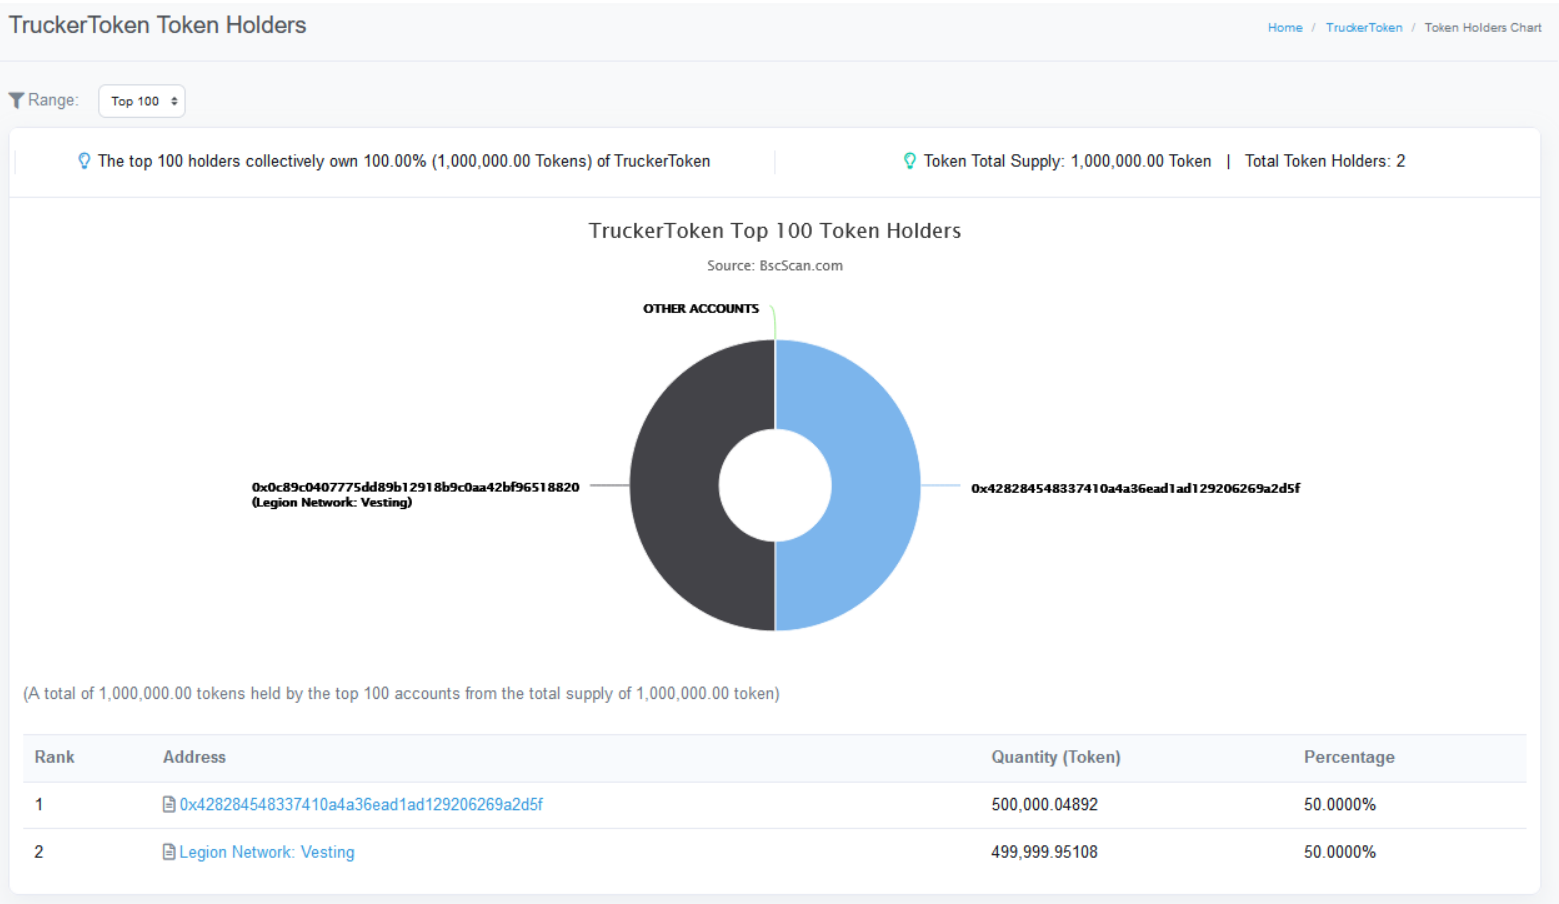 TruckerToken Token Holders
Home / TruckerToken / Token Holders Chart
Range: Top 100
The top 100 holders collectively own 100.00% (1,000,000.00 Tokens) of TruckerToken
Token Total Supply: 1,000,000.00 Token | Total Token Holders: 2
TruckerToken Top 100 Token Holders
Source: BscScan.com
OTHER ACCOUNTS
0x0c89c0407775dd89b12918b9c0aa42bf96518820
(Legion Network: Vesting)
0x428284548337410a4a36ead1ad129206269a2d5f
(A total of 1,000,000.00 tokens held by the top 100 accounts from the total supply of 1,000,000.00 token)
Rank Address Quantity (Token) Percentage
1 0x428284548337410a4a36ead1ad129206269a2d5f 500,000.04892 50.0000%
2 Legion Network: Vesting 499,999.95108 50.0000%